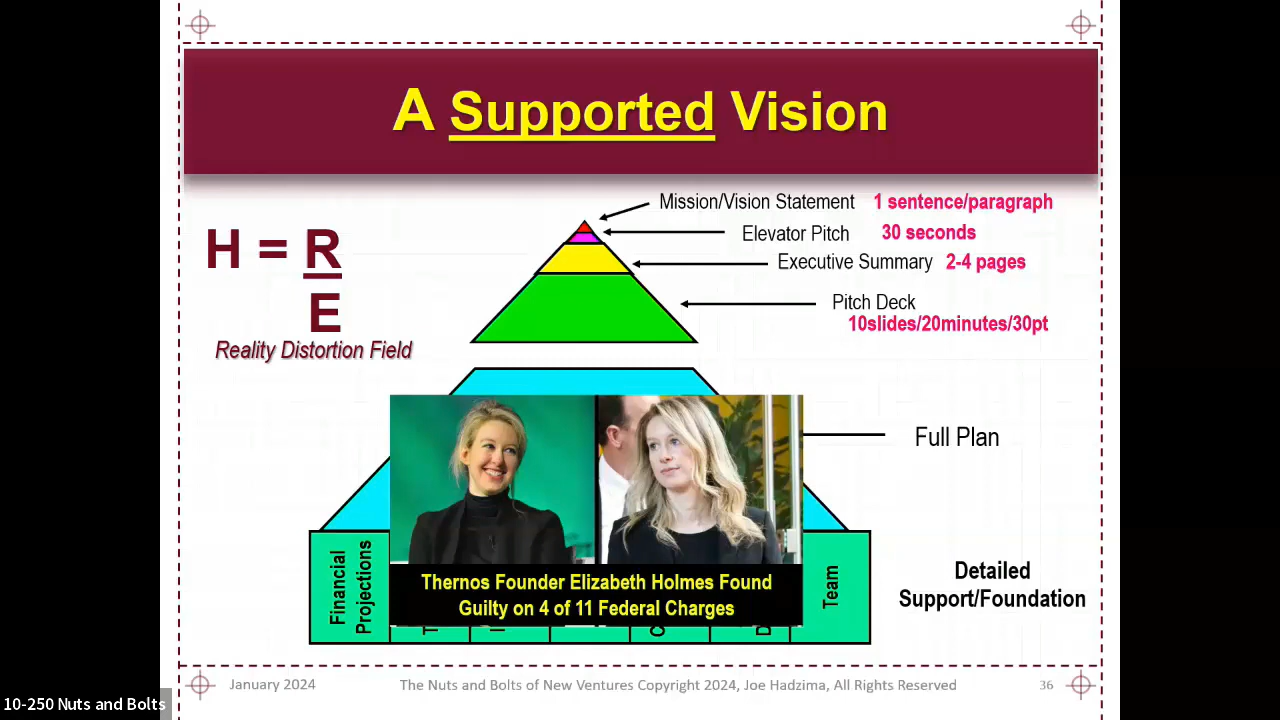 A Supported Vision
Mission/Vision Statement 1 sentence/paragraph
Elevator Pitch 30 seconds
Executive Summary 2-4 pages
Pitch Deck
10slides/20minutes/30pt
H = R
E
Reality Distortion Field
Full Plan
Financial
Projections
Thernos Founder Elizabeth Holmes Found
Guilty on 4 of 11 Federal Charges
Team
Detailed
Support/Foundation
January 2024
The Nuts and Bolts of New Ventures Copyright 2024, Joe Hadzima, All Rights Reserved
36
10-250 Nuts and Bolts